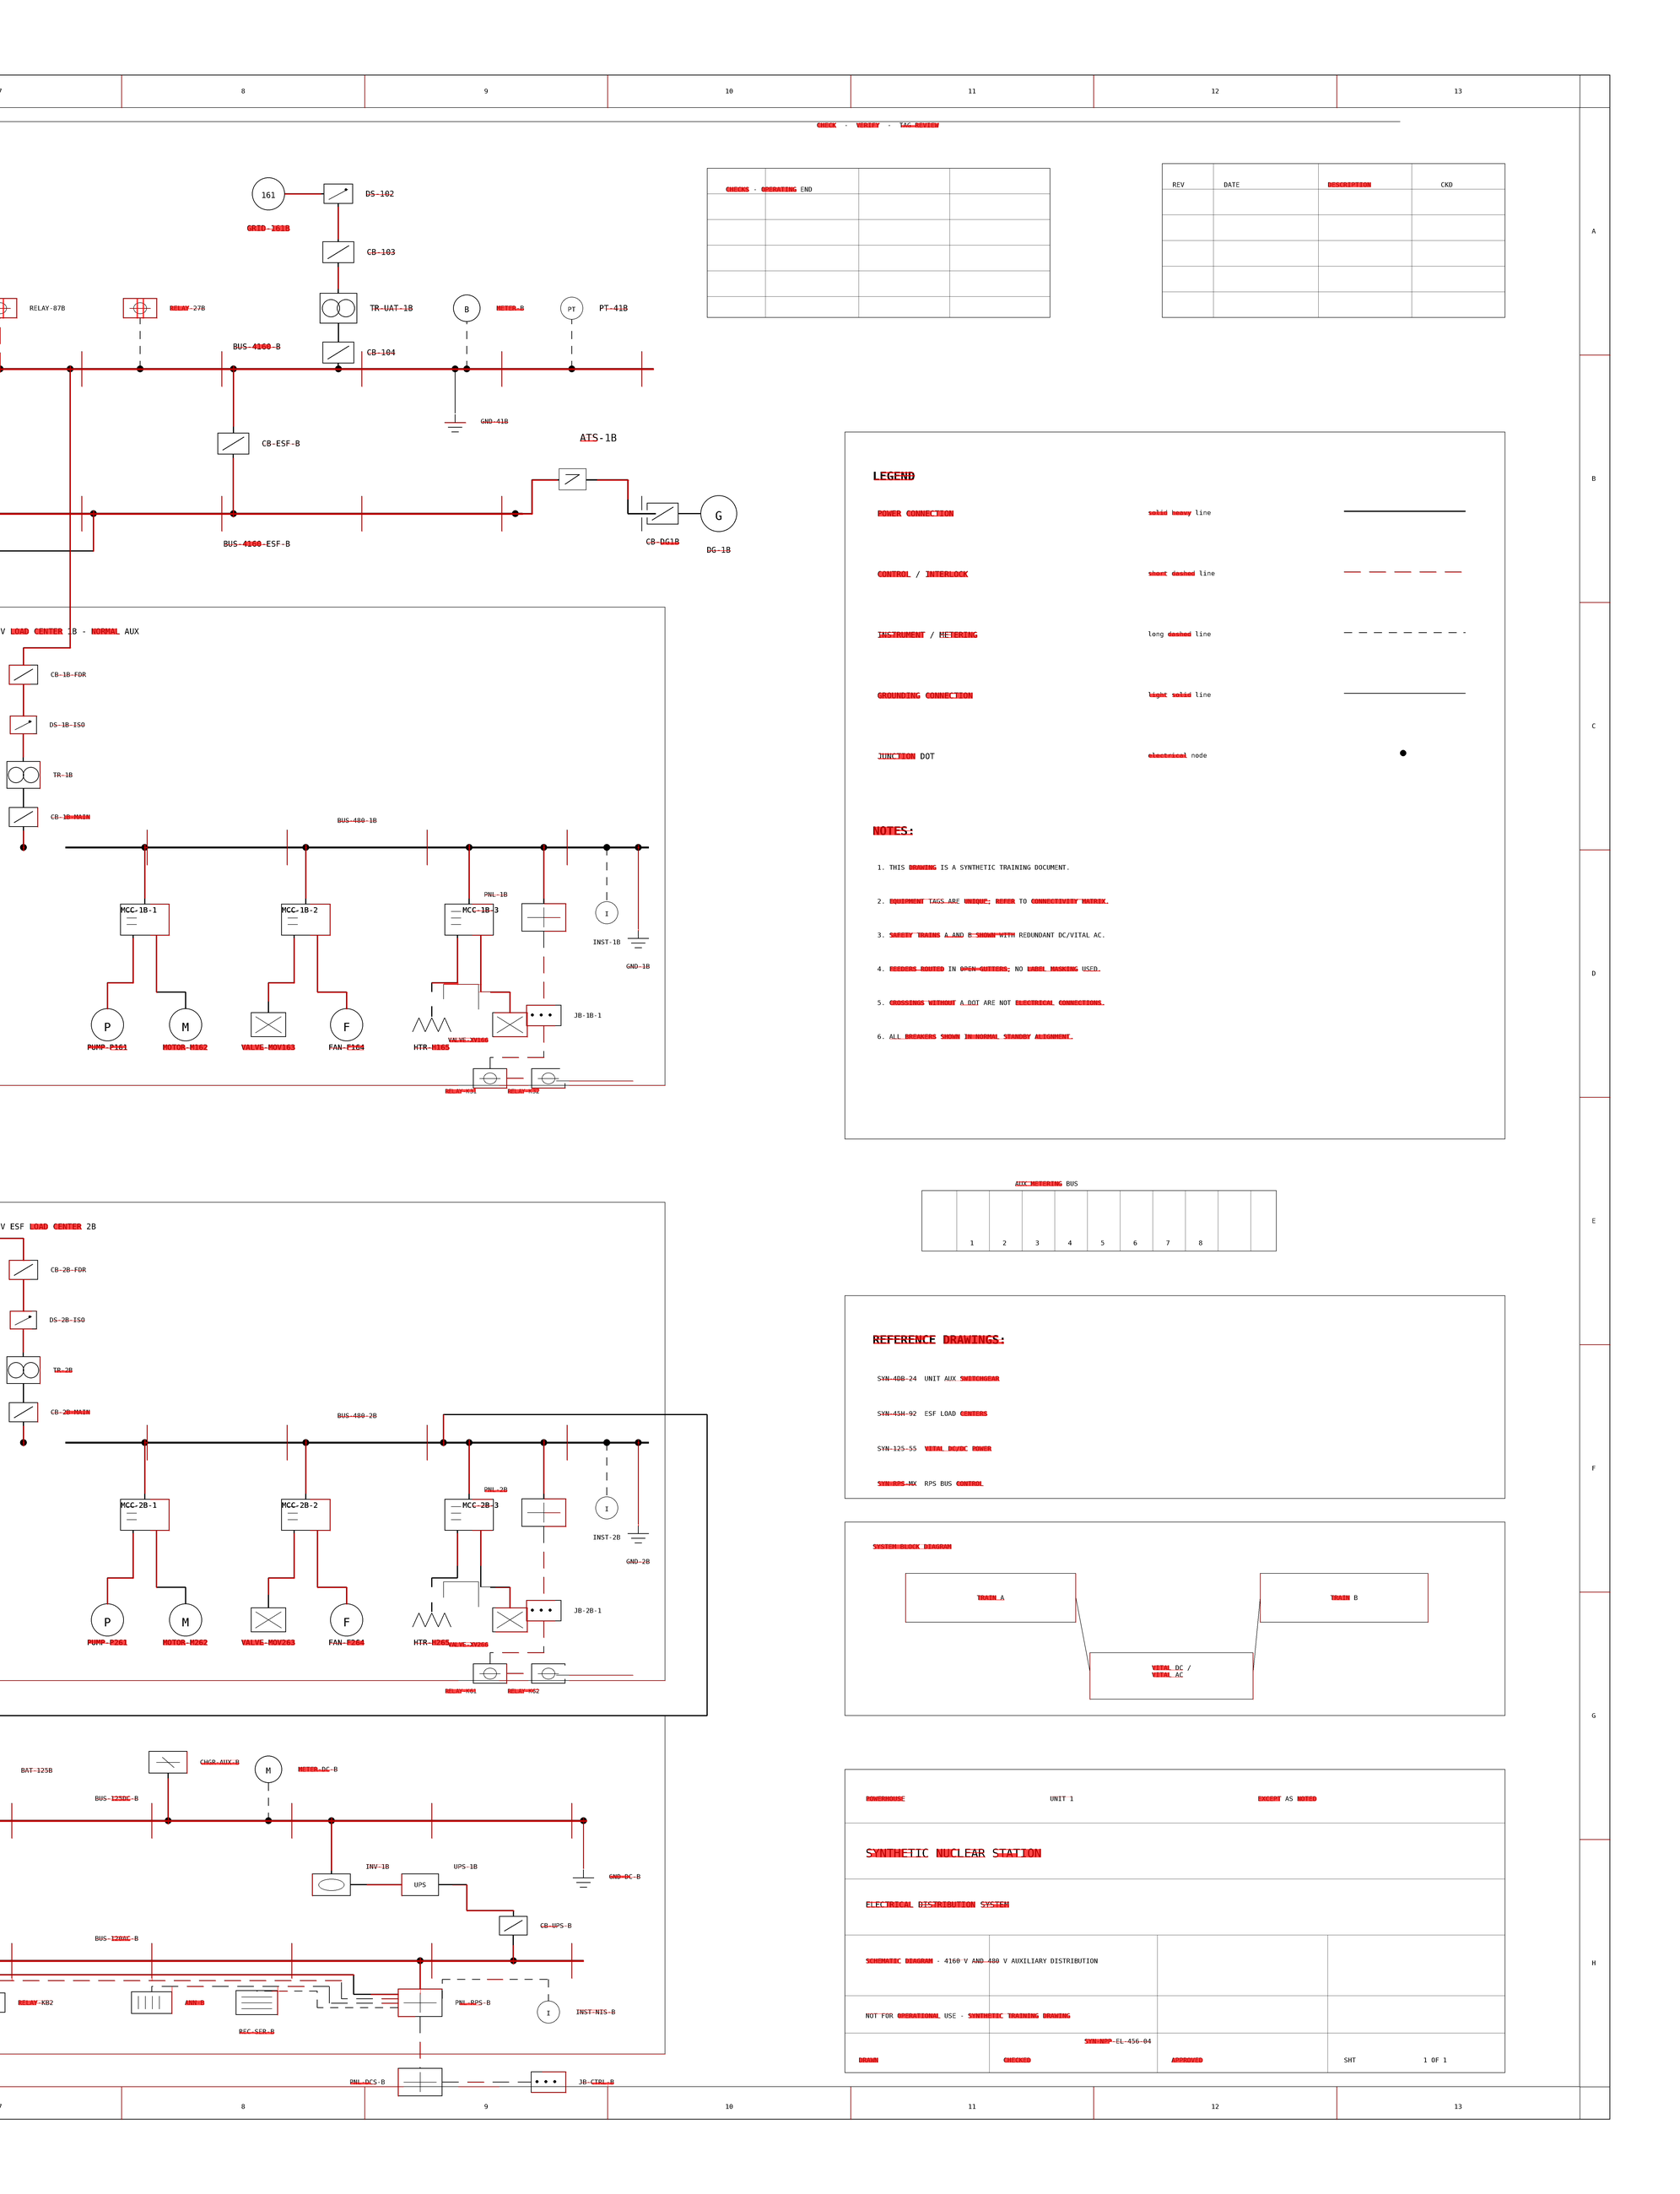 7 8 9 10 11 12 13
CHECK - VERIFY - TAG REVIEW
161
DS-102
GRID-161B
CB-103
RELAY-87B
RELAY-27B
TR-UAT-1B
B
METER-B
PT
PT-41B
BUS-4160-B
CB-104
GND-41B
CB-ESF-B
ATS-1B
G
BUS-4160-ESF-B
CB-DG1B
DG-1B
CHECKS - OPERATING END
REV DATE DESCRIPTION CKD
A
B
C
D
E
F
G
H
LEGEND
POWER CONNECTION solid heavy line
CONTROL / INTERLOCK short dashed line
INSTRUMENT / METERING long dashed line
GROUNDING CONNECTION light solid line
JUNCTION DOT electrical node
NOTES:
1. THIS DRAWING IS A SYNTHETIC TRAINING DOCUMENT.
2. EQUIPMENT TAGS ARE UNIQUE; REFER TO CONNECTIVITY MATRIX.
3. SAFETY TRAINS A AND B SHOWN WITH REDUNDANT DC/VITAL AC.
4. FEEDERS ROUTED IN OPEN GUTTERS; NO LABEL MASKING USED.
5. CROSSINGS WITHOUT A DOT ARE NOT ELECTRICAL CONNECTIONS.
6. ALL BREAKERS SHOWN IN NORMAL STANDBY ALIGNMENT.
V LOAD CENTER 1B - NORMAL AUX
CB-1B-FDR
DS-1B-ISO
TR-1B
CB-1B-MAIN
BUS-480-1B
PNL-1B
MCC-1B-1
MCC-1B-2
MCC-1B-3
I
INST-1B
GND-1B
JB-1B-1
P
M
F
PUMP-P161
MOTOR-M162
VALVE-MOV163
FAN-F164
HTR-H165
RELAY-K52
AUX METERING BUS
1 2 3 4 5 6 7 8
V ESF LOAD CENTER 2B
CB-2B-FDR
DS-2B-ISO
TR-2B
CB-2B-MAIN
BUS-480-2B
PNL-2B
MCC-2B-1
MCC-2B-2
MCC-2B-3
I
INST-2B
GND-2B
JB-2B-1
P
M
F
PUMP-P261
MOTOR-M262
VALVE-MOV263
FAN-F264
HTR-H265
RELAY-K61
RELAY-K62
REFERENCE DRAWINGS:
SYN-4DB-24 UNIT AUX SWITCHGEAR
SYN-45H-92 ESF LOAD CENTERS
SYN-125-55 VITAL DC/DC POWER
SYN-RPS-MX RPS BUS CONTROL
SYSTEM BLOCK DIAGRAM
TRAIN A
TRAIN B
VITAL DC /
VITAL AC
BAT-125B
CHGR-AUX-B
M
METER-DC-B
BUS-125DC-B
INV-1B
UPS-1B
UPS
GND-DC-B
CB-UPS-B
BUS-120AC-B
RELAY-KB2
ANN-B
REC-SER-B
PNL-RPS-B
I
INST-NIS-B
PNL-DCS-B
JB-CTRL-B
POWERHOUSE UNIT 1 EXCEPT AS NOTED
SYNTHETIC NUCLEAR STATION
ELECTRICAL DISTRIBUTION SYSTEM
SCHEMATIC DIAGRAM - 4160 V AND 480 V AUXILIARY DISTRIBUTION
NOT FOR OPERATIONAL USE - SYNTHETIC TRAINING DRAWING
SYN-NPP-EL-456-04
DRAWN CHECKED APPROVED SHT 1 OF 1
7 8 9 10 11 12 13